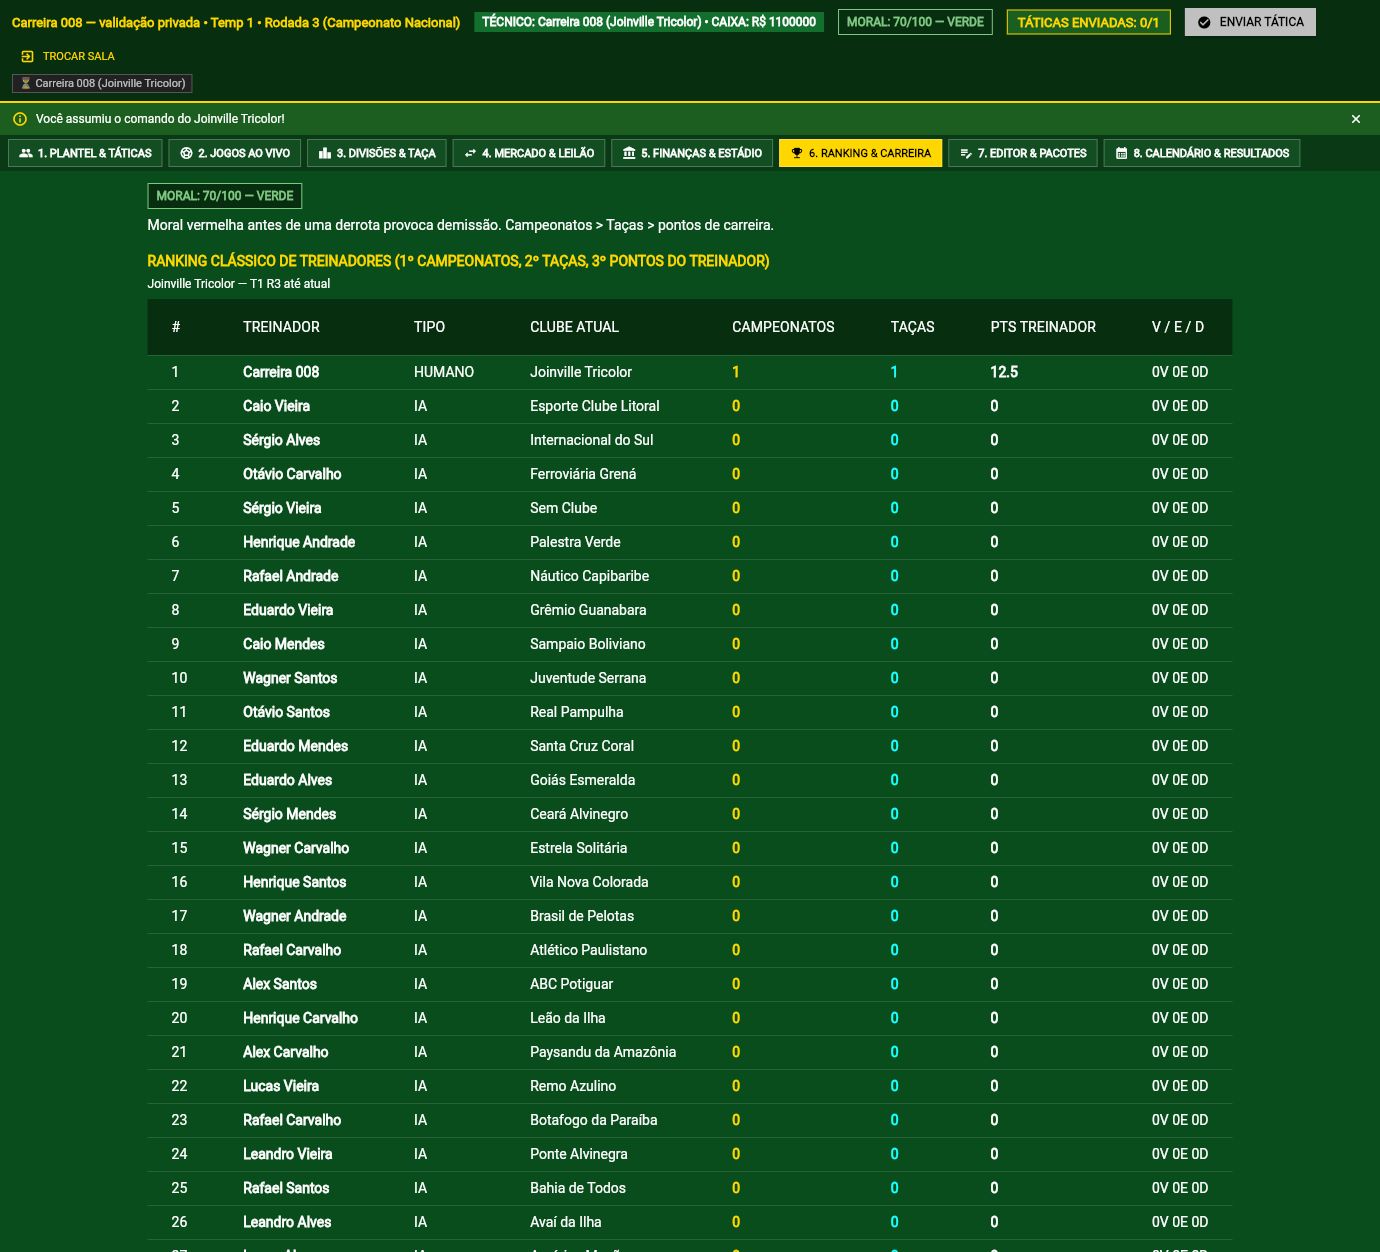 Carreira 008 — validação privada • Temp 1 • Rodada 3 (Campeonato Nacional) TÉCNICO: Carreira 008 (Joinville Tricolor) • CAIXA: R$ 1100000 MORAL: 70/100 — VERDE TÁTICAS ENVIADAS: 0/1 ENVIAR TÁTICA
TROCAR SALA
Carreira 008 (Joinville Tricolor)
Você assumiu o comando do Joinville Tricolor!
1. PLANTEL & TÁTICAS 2. JOGOS AO VIVO 3. DIVISÕES & TAÇA 4. MERCADO & LEILÃO 5. FINANÇAS & ESTÁDIO 6. RANKING & CARREIRA 7. EDITOR & PACOTES 8. CALENDÁRIO & RESULTADOS
MORAL: 70/100 — VERDE
Moral vermelha antes de uma derrota provoca demissão. Campeonatos > Taças > pontos de carreira.
RANKING CLÁSSICO DE TREINADORES (1º CAMPEONATOS, 2º TAÇAS, 3º PONTOS DO TREINADOR)
Joinville Tricolor — T1 R3 até atual
# TREINADOR TIPO CLUBE ATUAL CAMPEONATOS TAÇAS PTS TREINADOR V / E / D
1 Carreira 008 HUMANO Joinville Tricolor 1 1 12.5 0V 0E 0D
2 Caio Vieira IA Esporte Clube Litoral 0 0 0 0V 0E 0D
3 Sérgio Alves IA Internacional do Sul 0 0 0 0V 0E 0D
4 Otávio Carvalho IA Ferroviária Grená 0 0 0 0V 0E 0D
5 Sérgio Vieira IA Sem Clube 0 0 0 0V 0E 0D
6 Henrique Andrade IA Palestra Verde 0 0 0 0V 0E 0D
7 Rafael Andrade IA Náutico Capibaribe 0 0 0 0V 0E 0D
8 Eduardo Vieira IA Grêmio Guanabara 0 0 0 0V 0E 0D
9 Caio Mendes IA Sampaio Boliviano 0 0 0 0V 0E 0D
10 Wagner Santos IA Juventude Serrana 0 0 0 0V 0E 0D
11 Otávio Santos IA Real Pampulha 0 0 0 0V 0E 0D
12 Eduardo Mendes IA Santa Cruz Coral 0 0 0 0V 0E 0D
13 Eduardo Alves IA Goiás Esmeralda 0 0 0 0V 0E 0D
14 Sérgio Mendes IA Ceará Alvinegro 0 0 0 0V 0E 0D
15 Wagner Carvalho IA Estrela Solitária 0 0 0 0V 0E 0D
16 Henrique Santos IA Vila Nova Colorada 0 0 0 0V 0E 0D
17 Wagner Andrade IA Brasil de Pelotas 0 0 0 0V 0E 0D
18 Rafael Carvalho IA Atlético Paulistano 0 0 0 0V 0E 0D
19 Alex Santos IA ABC Potiguar 0 0 0 0V 0E 0D
20 Henrique Carvalho IA Leão da Ilha 0 0 0 0V 0E 0D
21 Alex Carvalho IA Paysandu da Amazônia 0 0 0 0V 0E 0D
22 Lucas Vieira IA Remo Azulino 0 0 0 0V 0E 0D
23 Rafael Carvalho IA Botafogo da Paraíba 0 0 0 0V 0E 0D
24 Leandro Vieira IA Ponte Alvinegra 0 0 0 0V 0E 0D
25 Rafael Santos IA Bahia de Todos 0 0 0 0V 0E 0D
26 Leandro Alves IA Avaí da Ilha 0 0 0 0V 0E 0D